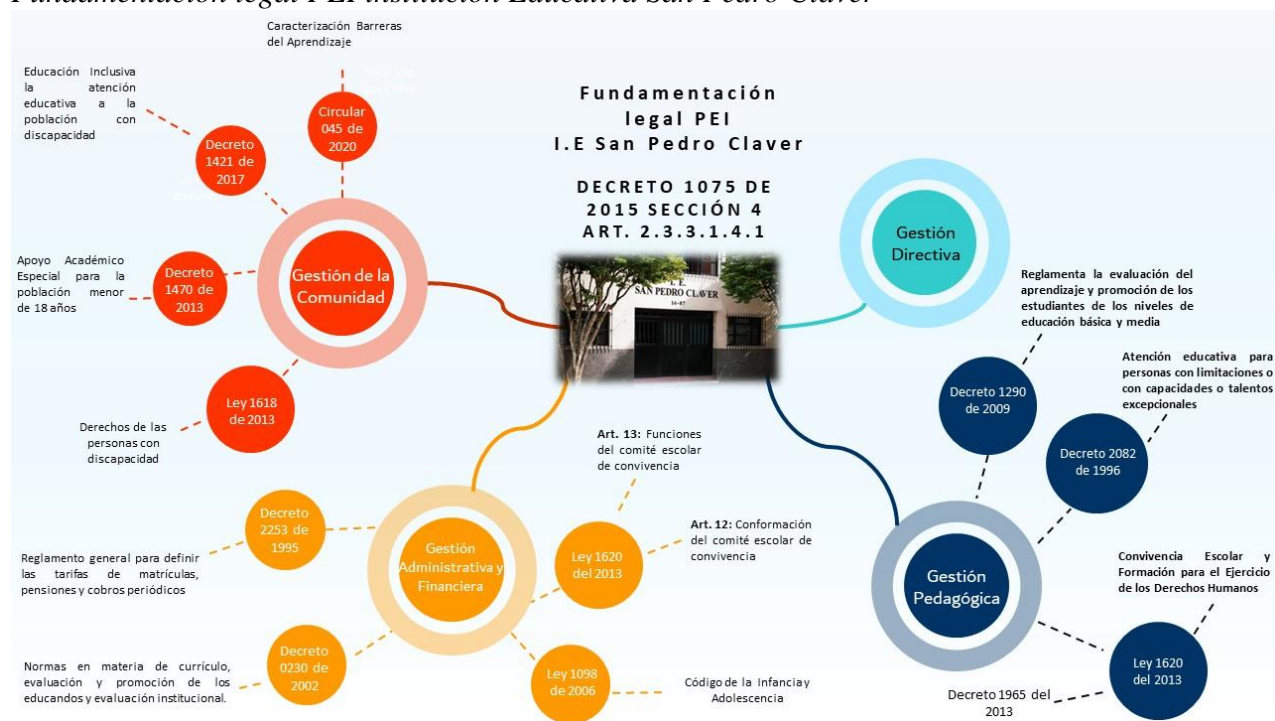 Fundamentación legal PEI Institución Educativa San Pedro Claver
Fundamentación
legal PEI
I.E San Pedro Claver
DECRETO 1075 DE
2015 SECCIÓN 4
ART. 2.3.3.1.4.1
I. E.
SAN PEDRO CLAVER
16-07
Caracterización Barreras
del Aprendizaje
Circular
045 de
2020
Educación Inclusiva
la atención
educativa a la
población con
discapacidad
Decreto
1421 de
2017
Apoyo Académico
Especial para la
población menor
de 18 años
Decreto
1470 de
2013
Gestión de la
Comunidad
Ley 1618
de 2013
Derechos de las
personas con
discapacidad
Gestión
Directiva
Reglamenta la evaluación del
aprendizaje y promoción de los
estudiantes de los niveles de
educación básica y media
Decreto 1290
de 2009
Atención educativa para
personas con limitaciones o
con capacidades o talentos
excepcionales
Decreto 2082
de 1996
Gestión
Pedagógica
Convivencia Escolar y
Formación para el Ejercicio
de los Derechos Humanos
Ley 1620
del 2013
Decreto 1965 del
2013
Decreto
2253 de
1995
Reglamento general para definir
las tarifas de matrículas,
pensiones y cobros periódicos
Gestión
Administrativa y
Financiera
Art. 13: Funciones
del comité escolar
de convivencia
Ley 1620
del 2013
Art. 12: Conformación
del comité escolar de
convivencia
Decreto
0230 de
2002
Normas en materia de currículo,
evaluación y promoción de los
educandos y evaluación institucional.
Ley 1098
de 2006
Código de la Infancia y
Adolescencia